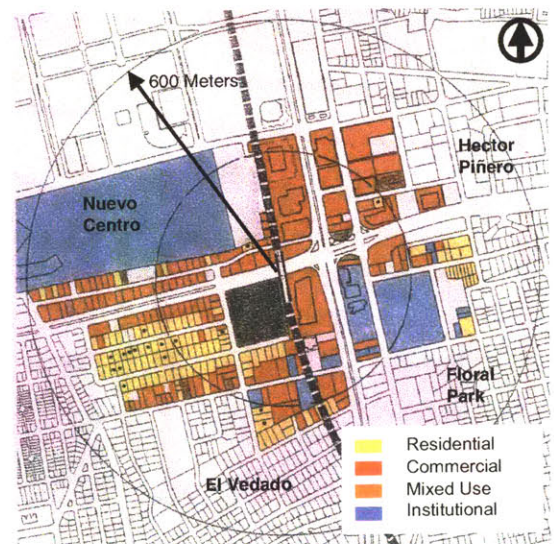 600 Meters
Hector
Piñero
Nuevo
Centro
Floral
Park
El Vedado
Residential
Commercial
Mixed Use
Institutional